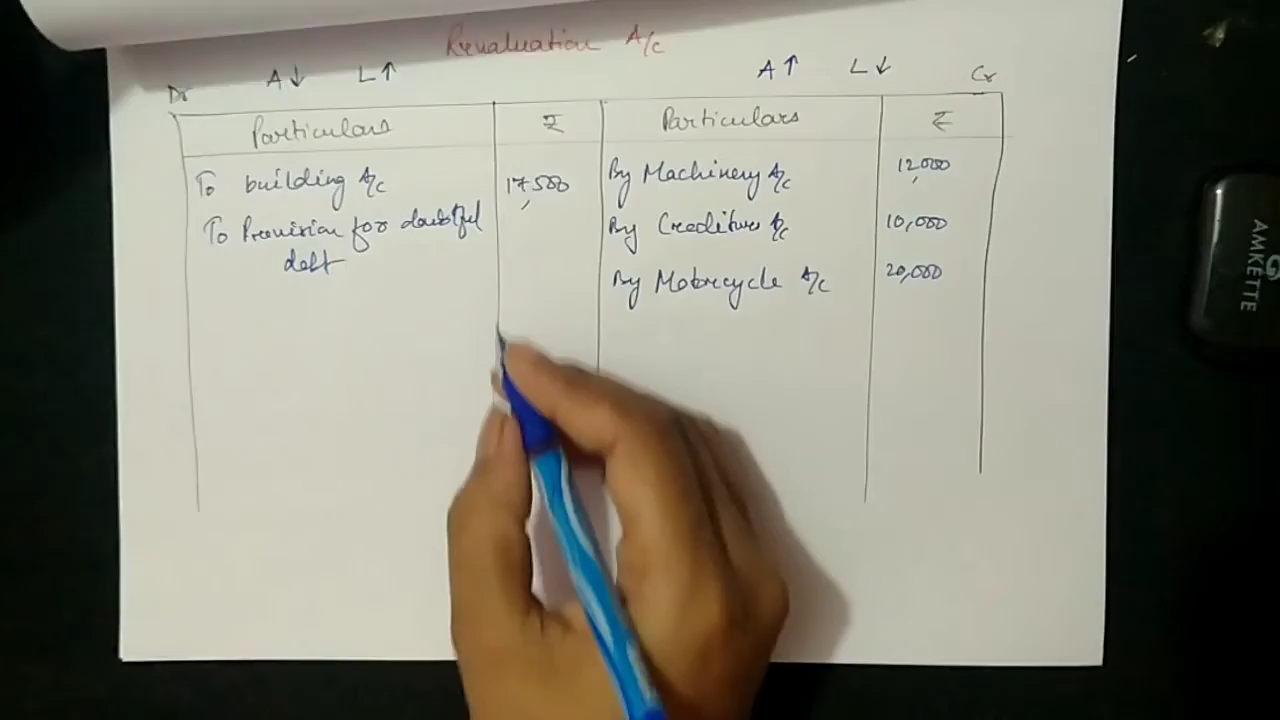 Revaluation A/c
Dr A↓ L↑ A↑ L↓ Cr
Particulars ₹ Particulars ₹
To building A/c 17,500 By Machinery A/c 12,000
To Provision for doubtful By Creditors A/c 10,000
debt By Motorcycle A/c 20,000
AMKETTE